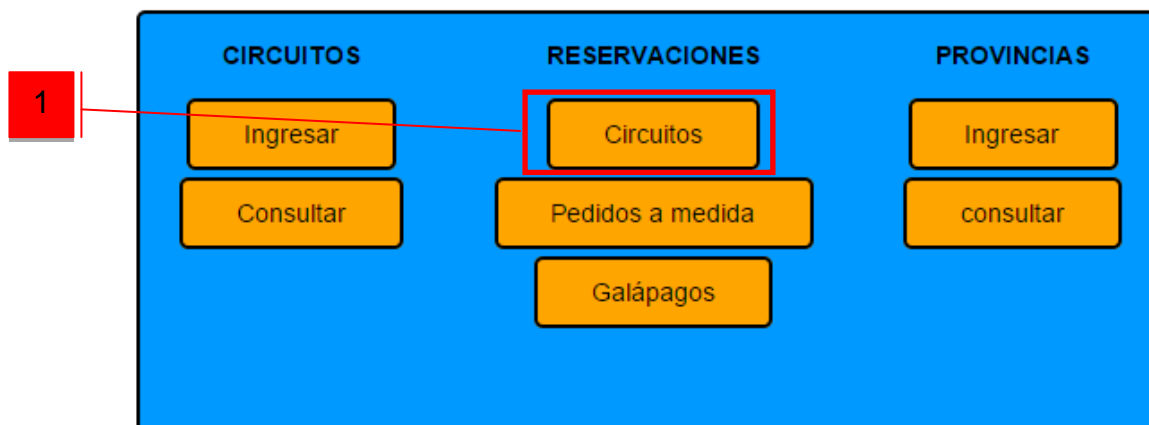 CIRCUITOS RESERVACIONES PROVINCIAS
1
Ingresar Circuitos Ingresar
Consultar Pedidos a medida consultar
Galápagos